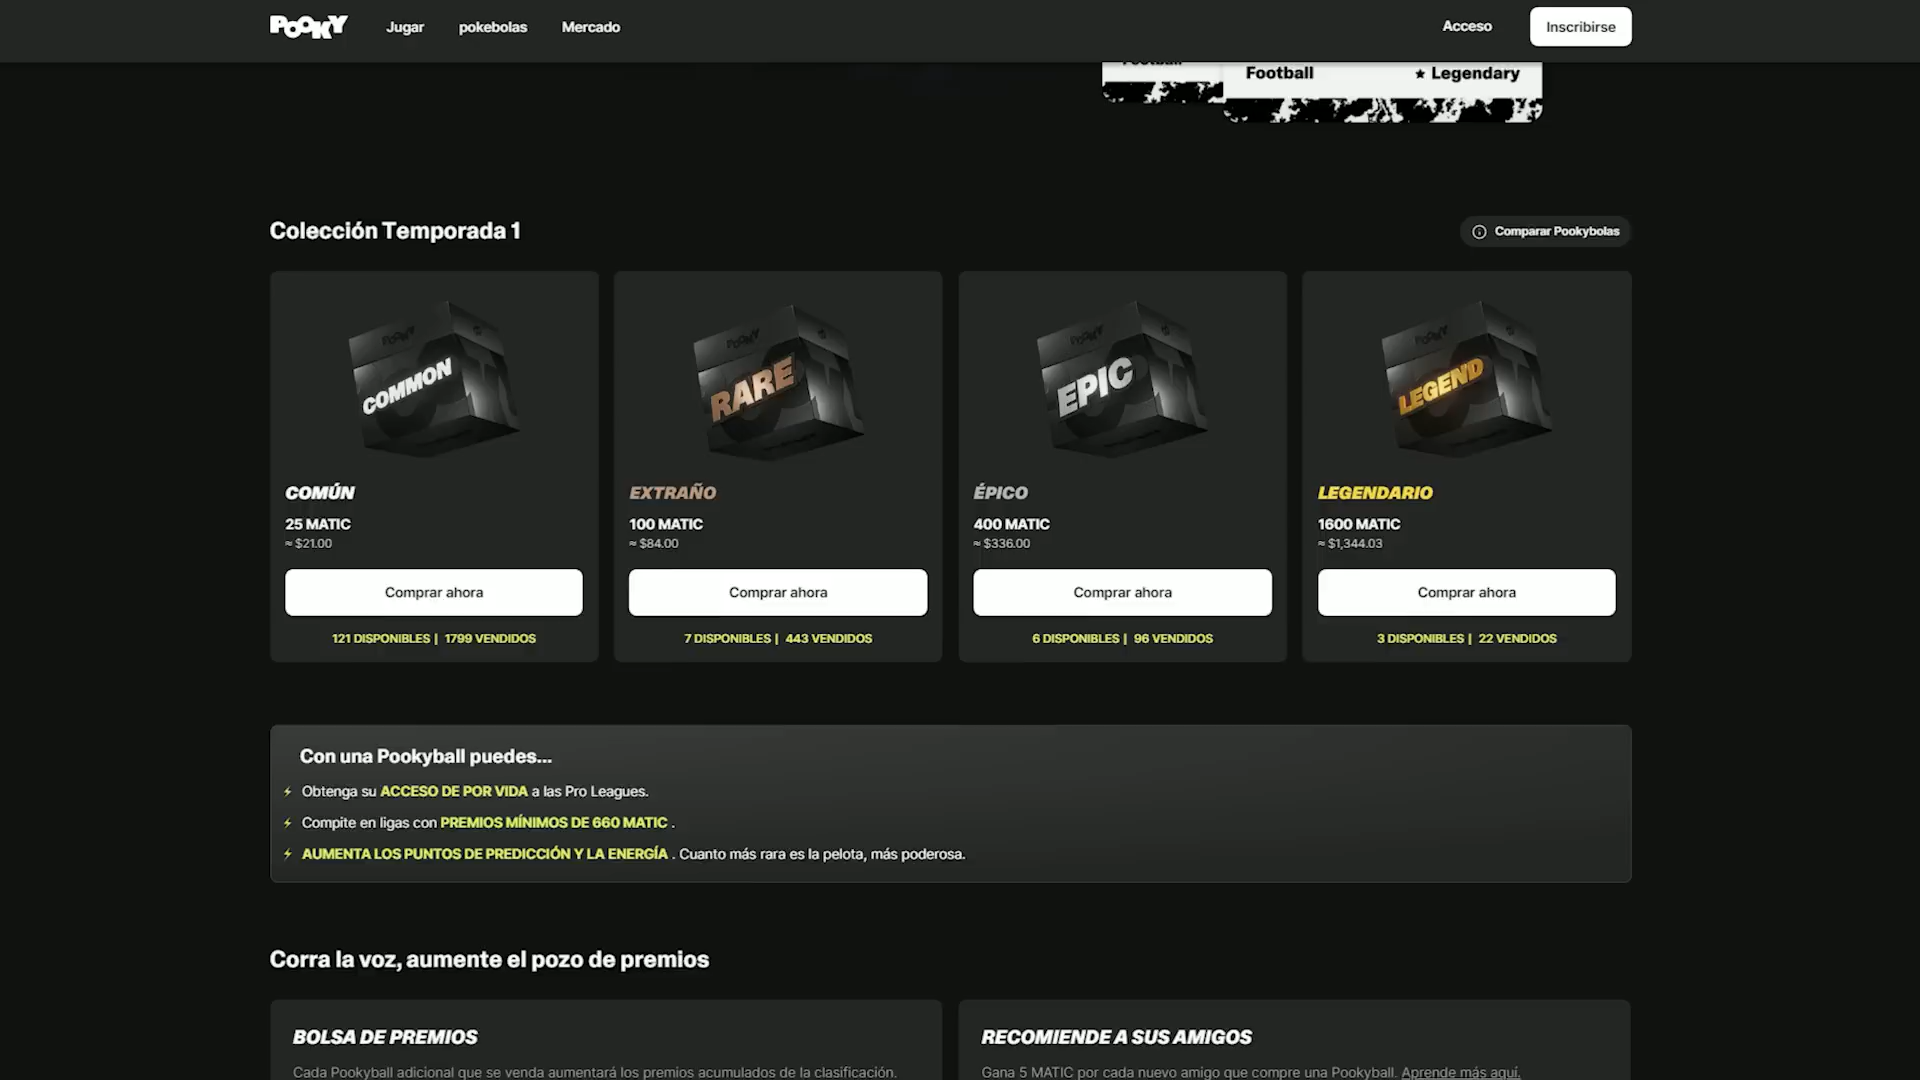 POOKY Jugar pokebolas Mercado Acceso Inscribirse
Football Football ★ Legendary
Colección Temporada 1 Comparar Pookybolas
POOKY COMMON POOKY RARE POOKY EPIC POOKY LEGEND
COMÚN EXTRAÑO ÉPICO LEGENDARIO
25 MATIC 100 MATIC 400 MATIC 1600 MATIC
≈ $21.00 ≈ $84.00 ≈ $336.00 ≈ $1,344.03
Comprar ahora Comprar ahora Comprar ahora Comprar ahora
121 DISPONIBLES | 1799 VENDIDOS 7 DISPONIBLES | 443 VENDIDOS 6 DISPONIBLES | 96 VENDIDOS 3 DISPONIBLES | 22 VENDIDOS
Con una Pookyball puedes...
Obtenga su ACCESO DE POR VIDA a las Pro Leagues.
Compite en ligas con PREMIOS MÍNIMOS DE 660 MATIC .
AUMENTA LOS PUNTOS DE PREDICCIÓN Y LA ENERGÍA . Cuanto más rara es la pelota, más poderosa.
Corra la voz, aumente el pozo de premios
BOLSA DE PREMIOS RECOMIENDE A SUS AMIGOS
Cada Pookyball adicional que se venda aumentará los premios acumulados de la clasificación. Gana 5 MATIC por cada nuevo amigo que compre una Pookyball. Aprende más aquí.